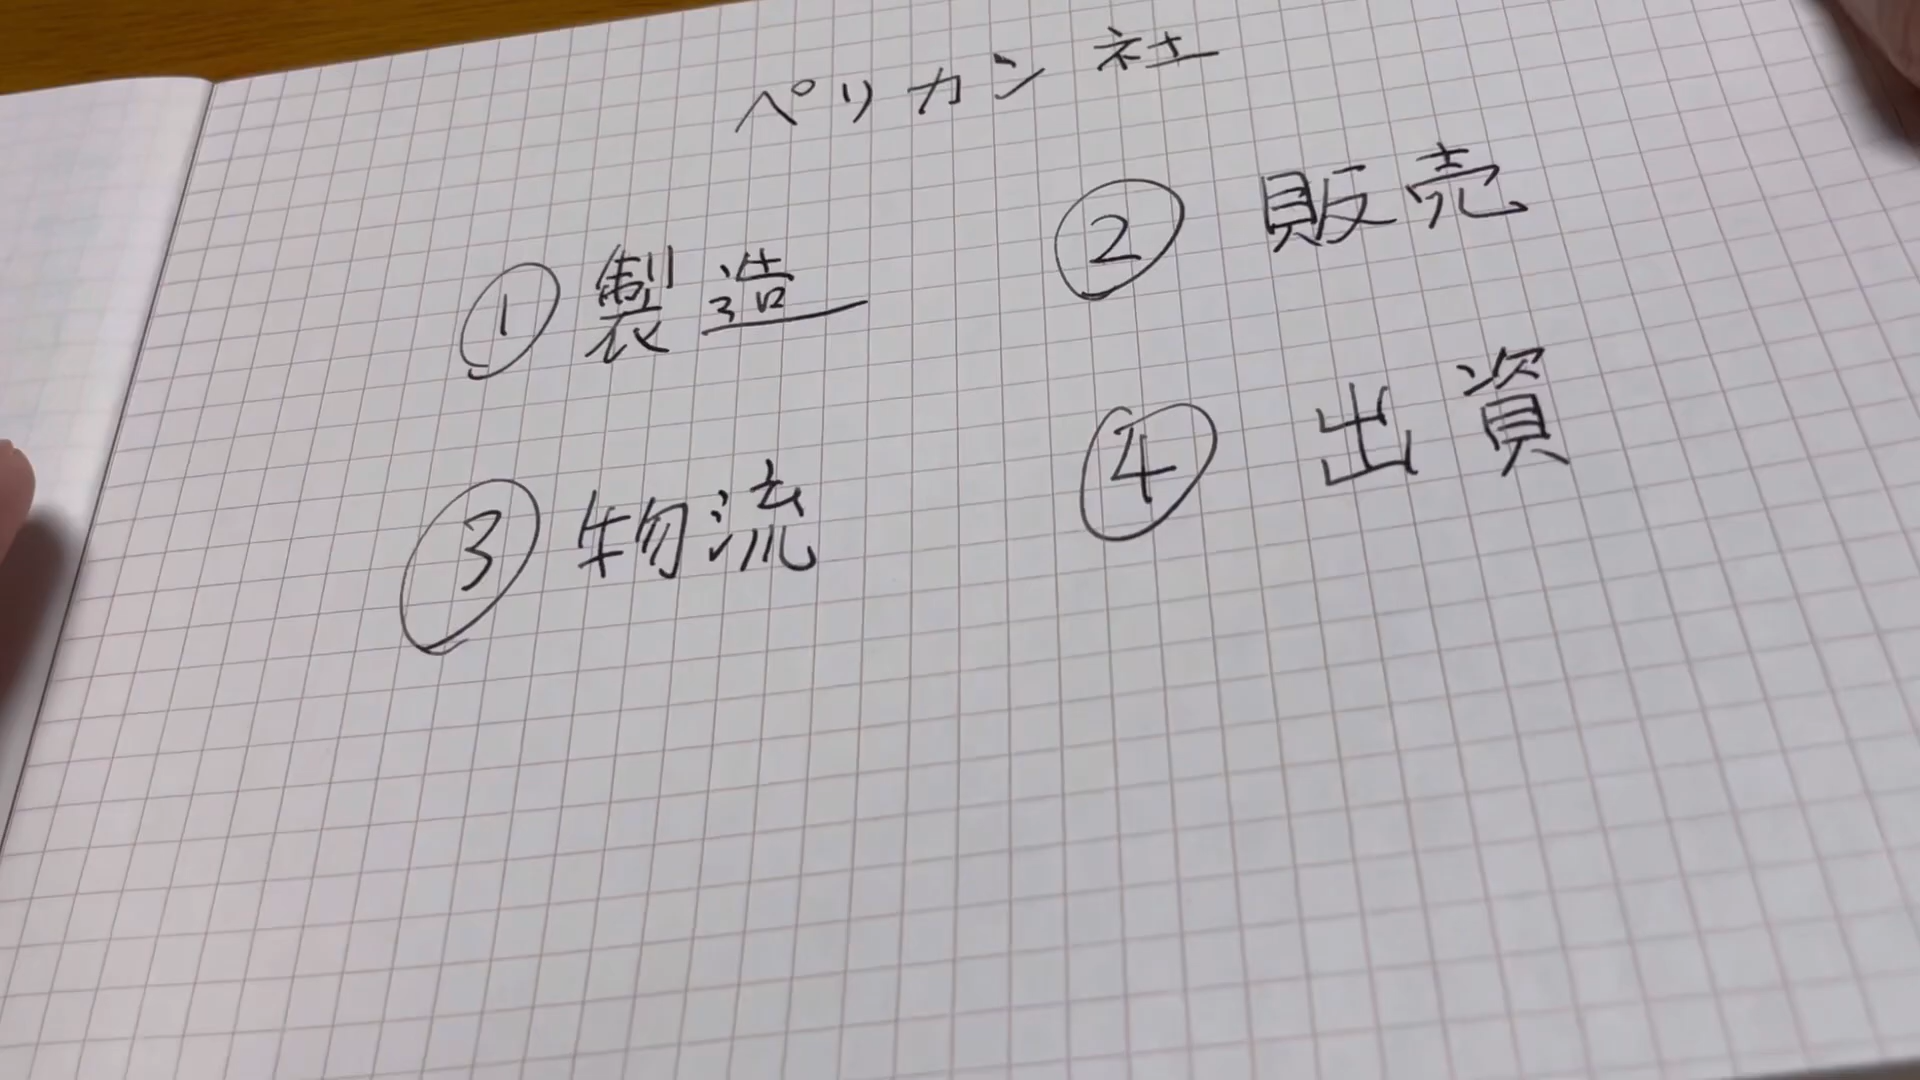 ペリカン社
① 製造 ② 販売
③ 物流 ④ 出資